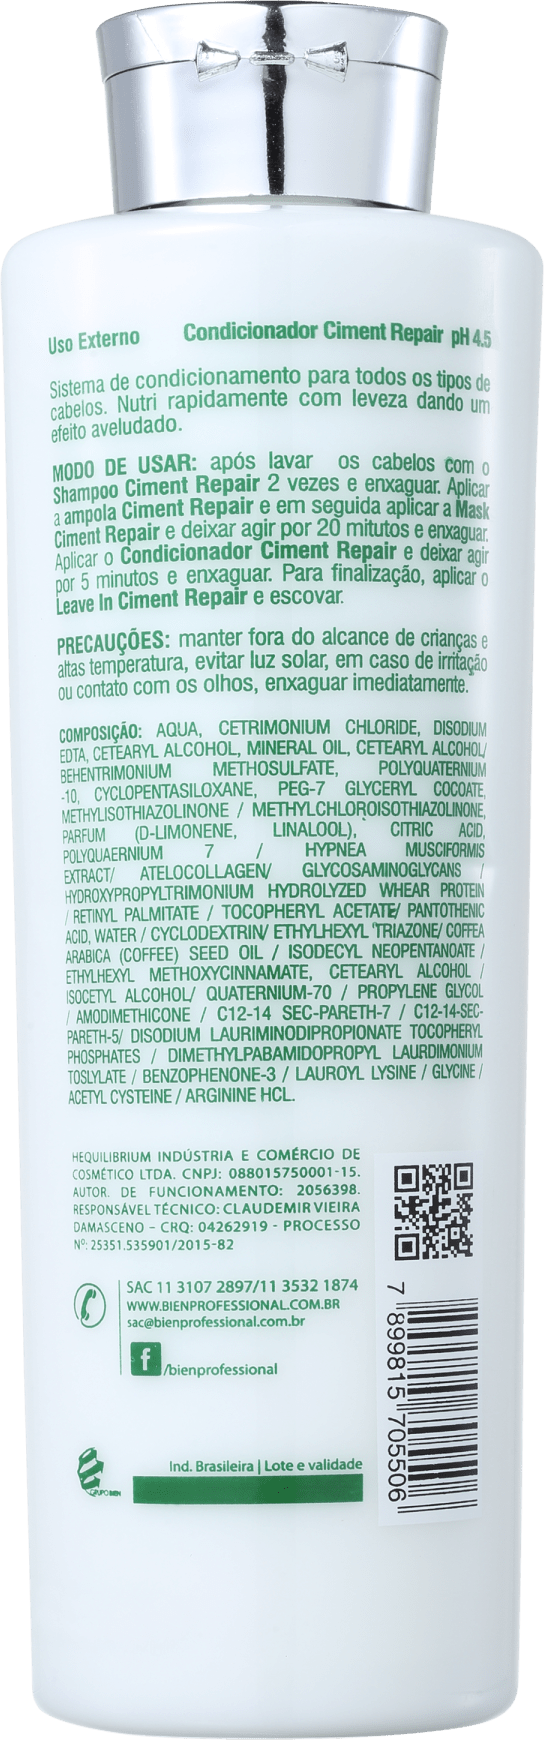 Uso Externo Condicionador Ciment Repair pH 4.5
Sistema de condicionamento para todos os tipos de
cabelos. Nutri rapidamente com leveza dando um
efeito aveludado.
MODO DE USAR: após lavar os cabelos com o
Shampoo Ciment Repair 2 vezes e enxaguar. Aplicar
a ampola Ciment Repair e em seguida aplicar a Mask
Ciment Repair e deixar agir por 20 mitutos e enxaguar.
Aplicar o Condicionador Ciment Repair e deixar agir
por 5 minutos e enxaguar. Para finalização, aplicar o
Leave In Ciment Repair e escovar.
PRECAUÇÕES: manter fora do alcance de crianças e
altas temperatura, evitar luz solar, em caso de irritação
ou contato com os olhos, enxaguar imediatamente.
COMPOSIÇÃO: AQUA, CETRIMONIUM CHLORIDE, DISODIUM
EDTA, CETEARYL ALCOHOL, MINERAL OIL, CETEARYL ALCOHOL/
BEHENTRIMONIUM METHOSULFATE, POLYQUATERNIUM
-10, CYCLOPENTASILOXANE, PEG-7 GLYCERYL COCOATE,
METHYLISOTHIAZOLINONE / METHYLCHLOROISOTHIAZOLINONE,
PARFUM (D-LIMONENE, LINALOOL), CITRIC ACID,
POLYQUAERNIUM 7 / HYPNEA MUSCIFORMIS
EXTRACT/ ATELOCOLLAGEN/ GLYCOSAMINOGLYCANS /
HYDROXYPROPYLTRIMONIUM HYDROLYZED WHEAR PROTEIN
/ RETINYL PALMITATE / TOCOPHERYL ACETATE/ PANTOTHENIC
ACID, WATER / CYCLODEXTRIN/ ETHYLHEXYL TRIAZONE/ COFFEA
ARABICA (COFFEE) SEED OIL / ISODECYL NEOPENTANOATE /
ETHYLHEXYL METHOXYCINNAMATE, CETEARYL ALCOHOL /
ISOCETYL ALCOHOL/ QUATERNIUM-70 / PROPYLENE GLYCOL
/ AMODIMETHICONE / C12-14 SEC-PARETH-7 / C12-14-SEC-
PARETH-5/ DISODIUM LAURIMINODIPROPIONATE TOCOPHERYL
PHOSPHATES / DIMETHYLPABAMIDOPROPYL LAURDIMONIUM
TOSLYLATE / BENZOPHENONE-3 / LAUROYL LYSINE / GLYCINE /
ACETYL CYSTEINE / ARGININE HCL.
HEQUILIBRIUM INDÚSTRIA E COMÉRCIO DE
COSMÉTICO LTDA. CNPJ: 088015750001-15.
AUTOR. DE FUNCIONAMENTO: 2056398.
RESPONSÁVEL TÉCNICO: CLAUDEMIR VIEIRA
DAMASCENO - CRQ: 04262919 - PROCESSO
Nº: 25351.535901/2015-82
SAC 11 3107 2897/11 3532 1874
WWW.BIENPROFESSIONAL.COM.BR
sac@bienprofessional.com.br
f /bienprofessional
7 899815 705506
GRUPO BIEN
Ind. Brasileira | Lote e validade